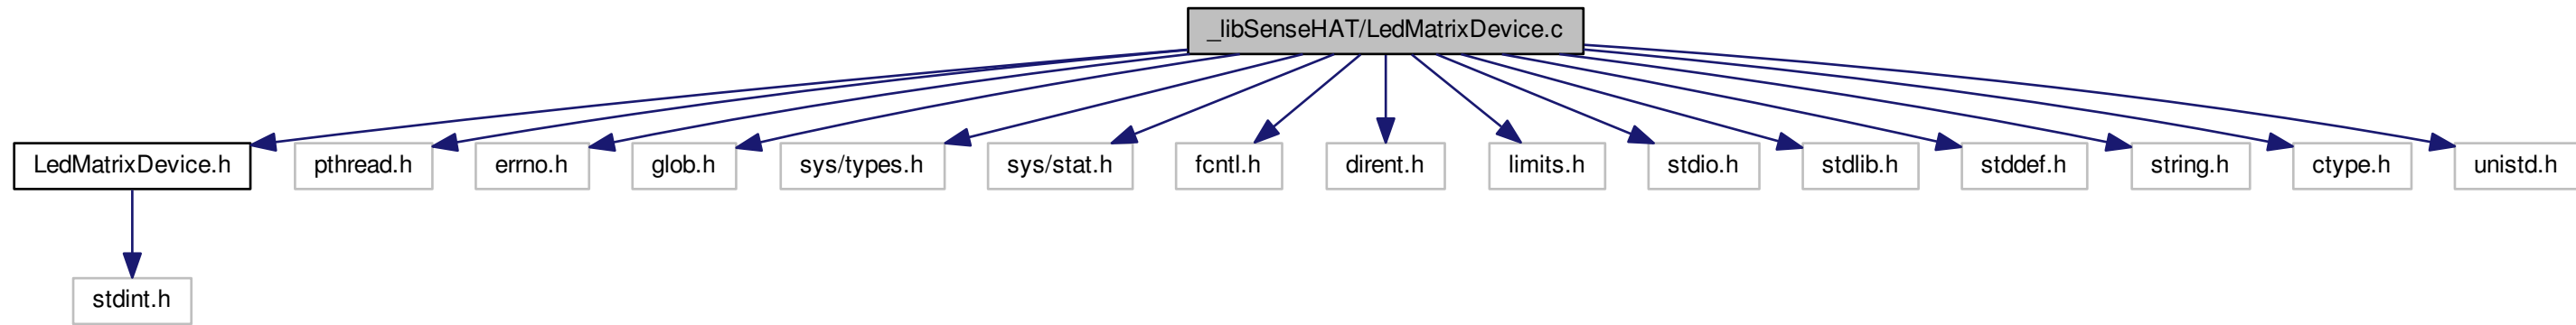 _libSenseHAT/LedMatrixDevice.c
LedMatrixDevice.h
pthread.h
errno.h
glob.h
sys/types.h
sys/stat.h
fcntl.h
dirent.h
limits.h
stdio.h
stdlib.h
stddef.h
string.h
ctype.h
unistd.h
stdint.h